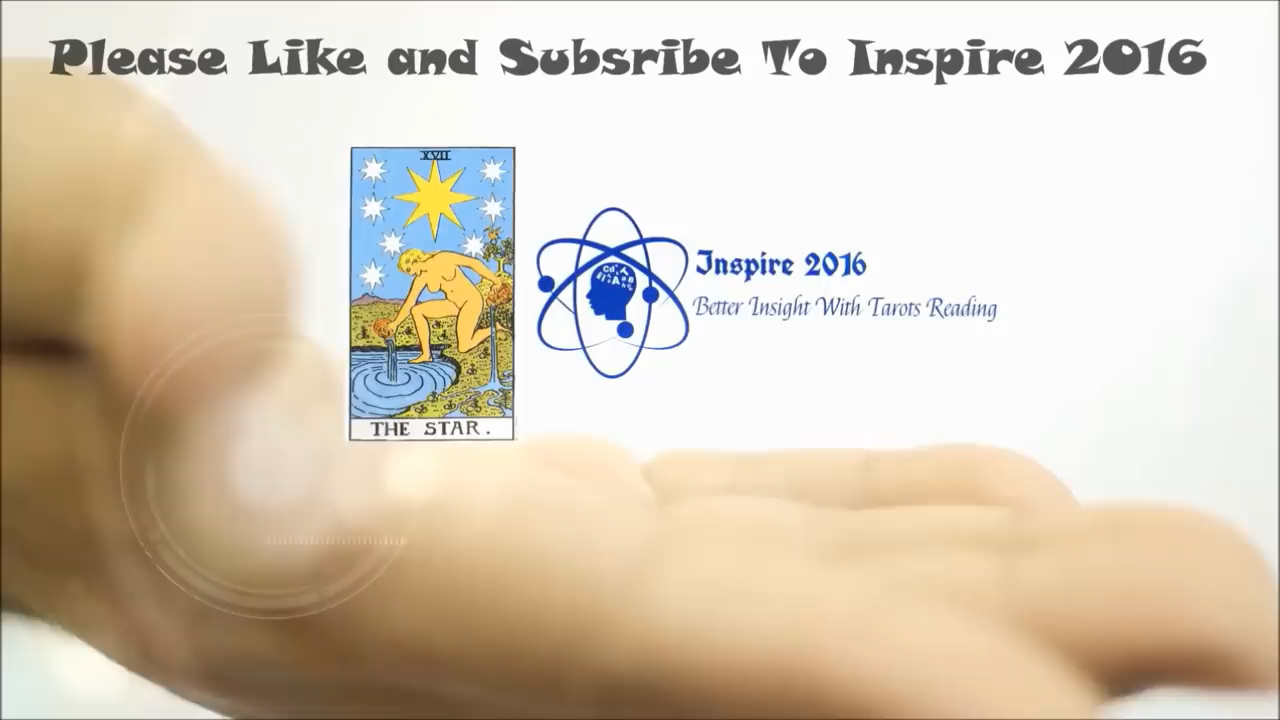 Please Like and Subsribe To Inspire 2016
XVII
Inspire 2016
Better Insight With Tarots Reading
THE STAR.